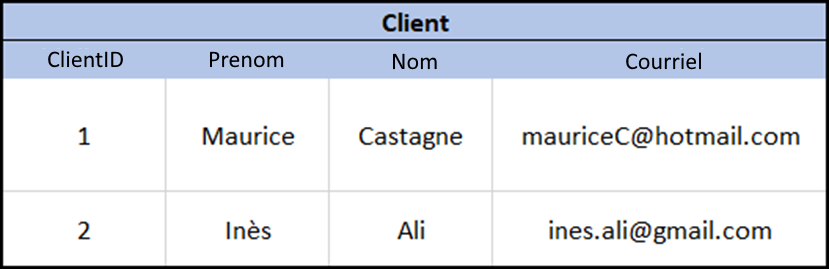 Client
ClientID Prenom Nom Courriel
1 Maurice Castagne mauriceC@hotmail.com
2 Inès Ali ines.ali@gmail.com